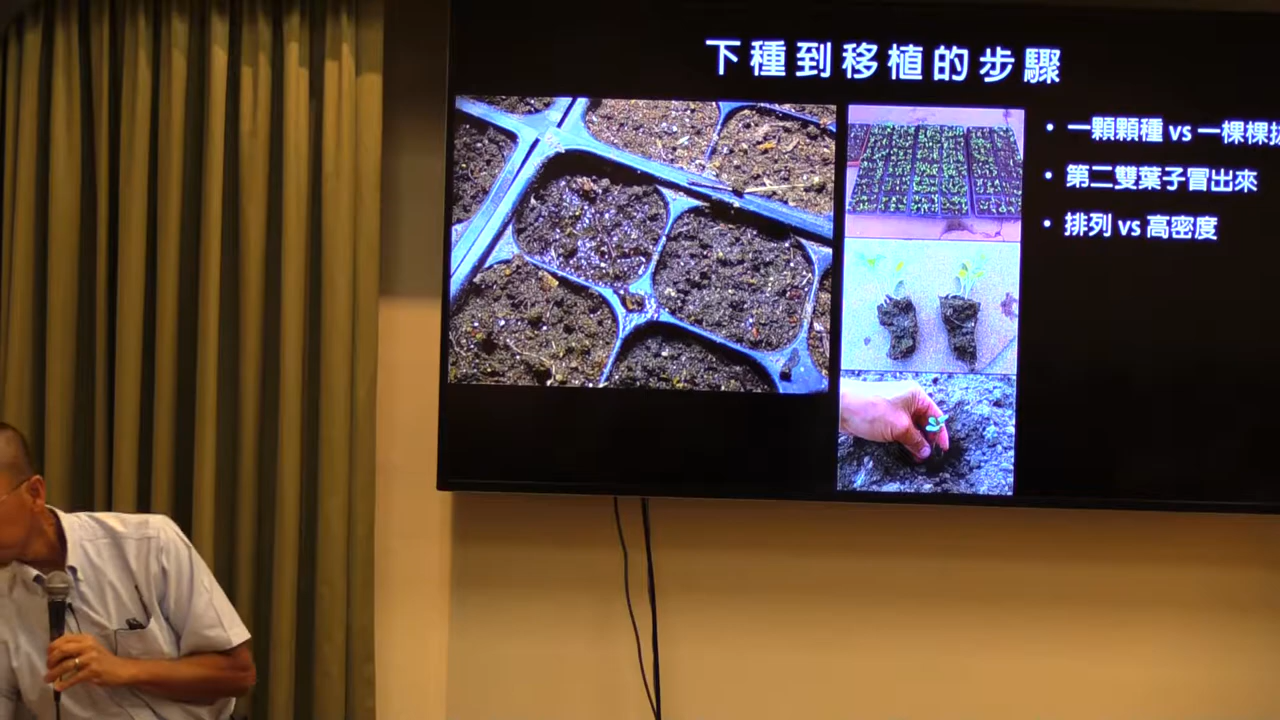 下種到移植的步驟
• 一顆顆種 vs 一棵棵
• 第二雙葉子冒出來
• 排列 vs 高密度